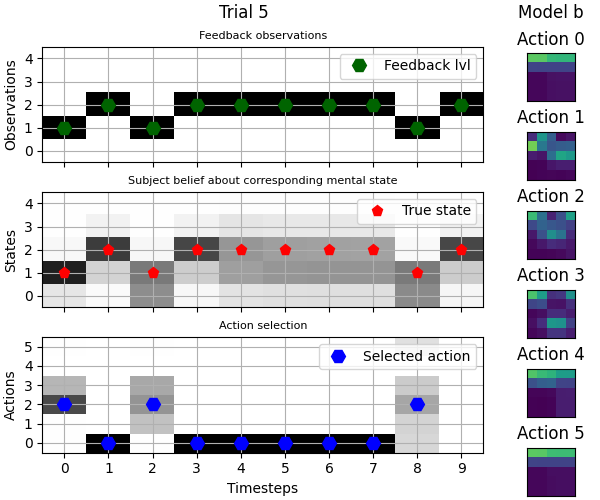 Trial 5
Model b
Feedback observations
Observations
4
3
2
1
0
Feedback lvl
Subject belief about corresponding mental state
States
4
3
2
1
0
True state
Action selection
Actions
5
4
3
2
1
0
Selected action
0 1 2 3 4 5 6 7 8 9
Timesteps
Action 0
Action 1
Action 2
Action 3
Action 4
Action 5